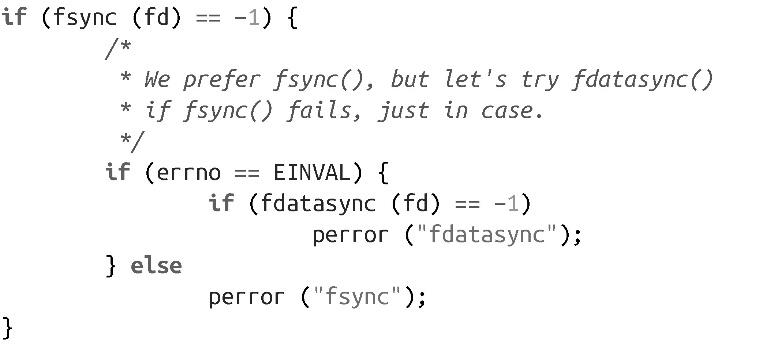 if (fsync (fd) == −1) {
        /*
         * We prefer fsync(), but let's try fdatasync()
         * if fsync() fails, just in case.
         */
        if (errno == EINVAL) {
                if (fdatasync (fd) == −1)
                        perror ("fdatasync");
        } else
                perror ("fsync");
}